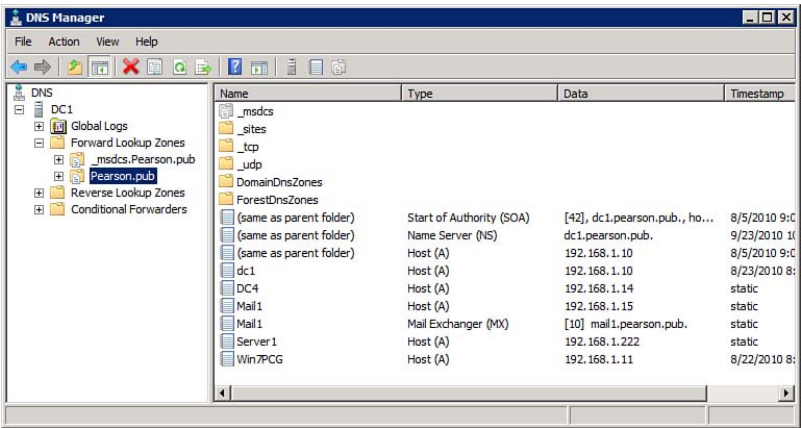 DNS Manager
File Action View Help
DNS
DC1
Global Logs
Forward Lookup Zones
_msdcs.Pearson.pub
Pearson.pub
Reverse Lookup Zones
Conditional Forwarders
Name Type Data Timestamp
_msdcs
_sites
_tcp
_udp
DomainDnsZones
ForestDnsZones
(same as parent folder) Start of Authority (SOA) [42], dc1.pearson.pub., ho... 8/5/2010 9:0
(same as parent folder) Name Server (NS) dc1.pearson.pub. 9/23/2010 10
(same as parent folder) Host (A) 192.168.1.10 8/5/2010 9:0
dc1 Host (A) 192.168.1.10 8/23/2010 8:
DC4 Host (A) 192.168.1.14 static
Mail1 Host (A) 192.168.1.15 static
Mail1 Mail Exchanger (MX) [10] mail1.pearson.pub. static
Server1 Host (A) 192.168.1.222 static
Win7PCG Host (A) 192.168.1.11 8/22/2010 8: